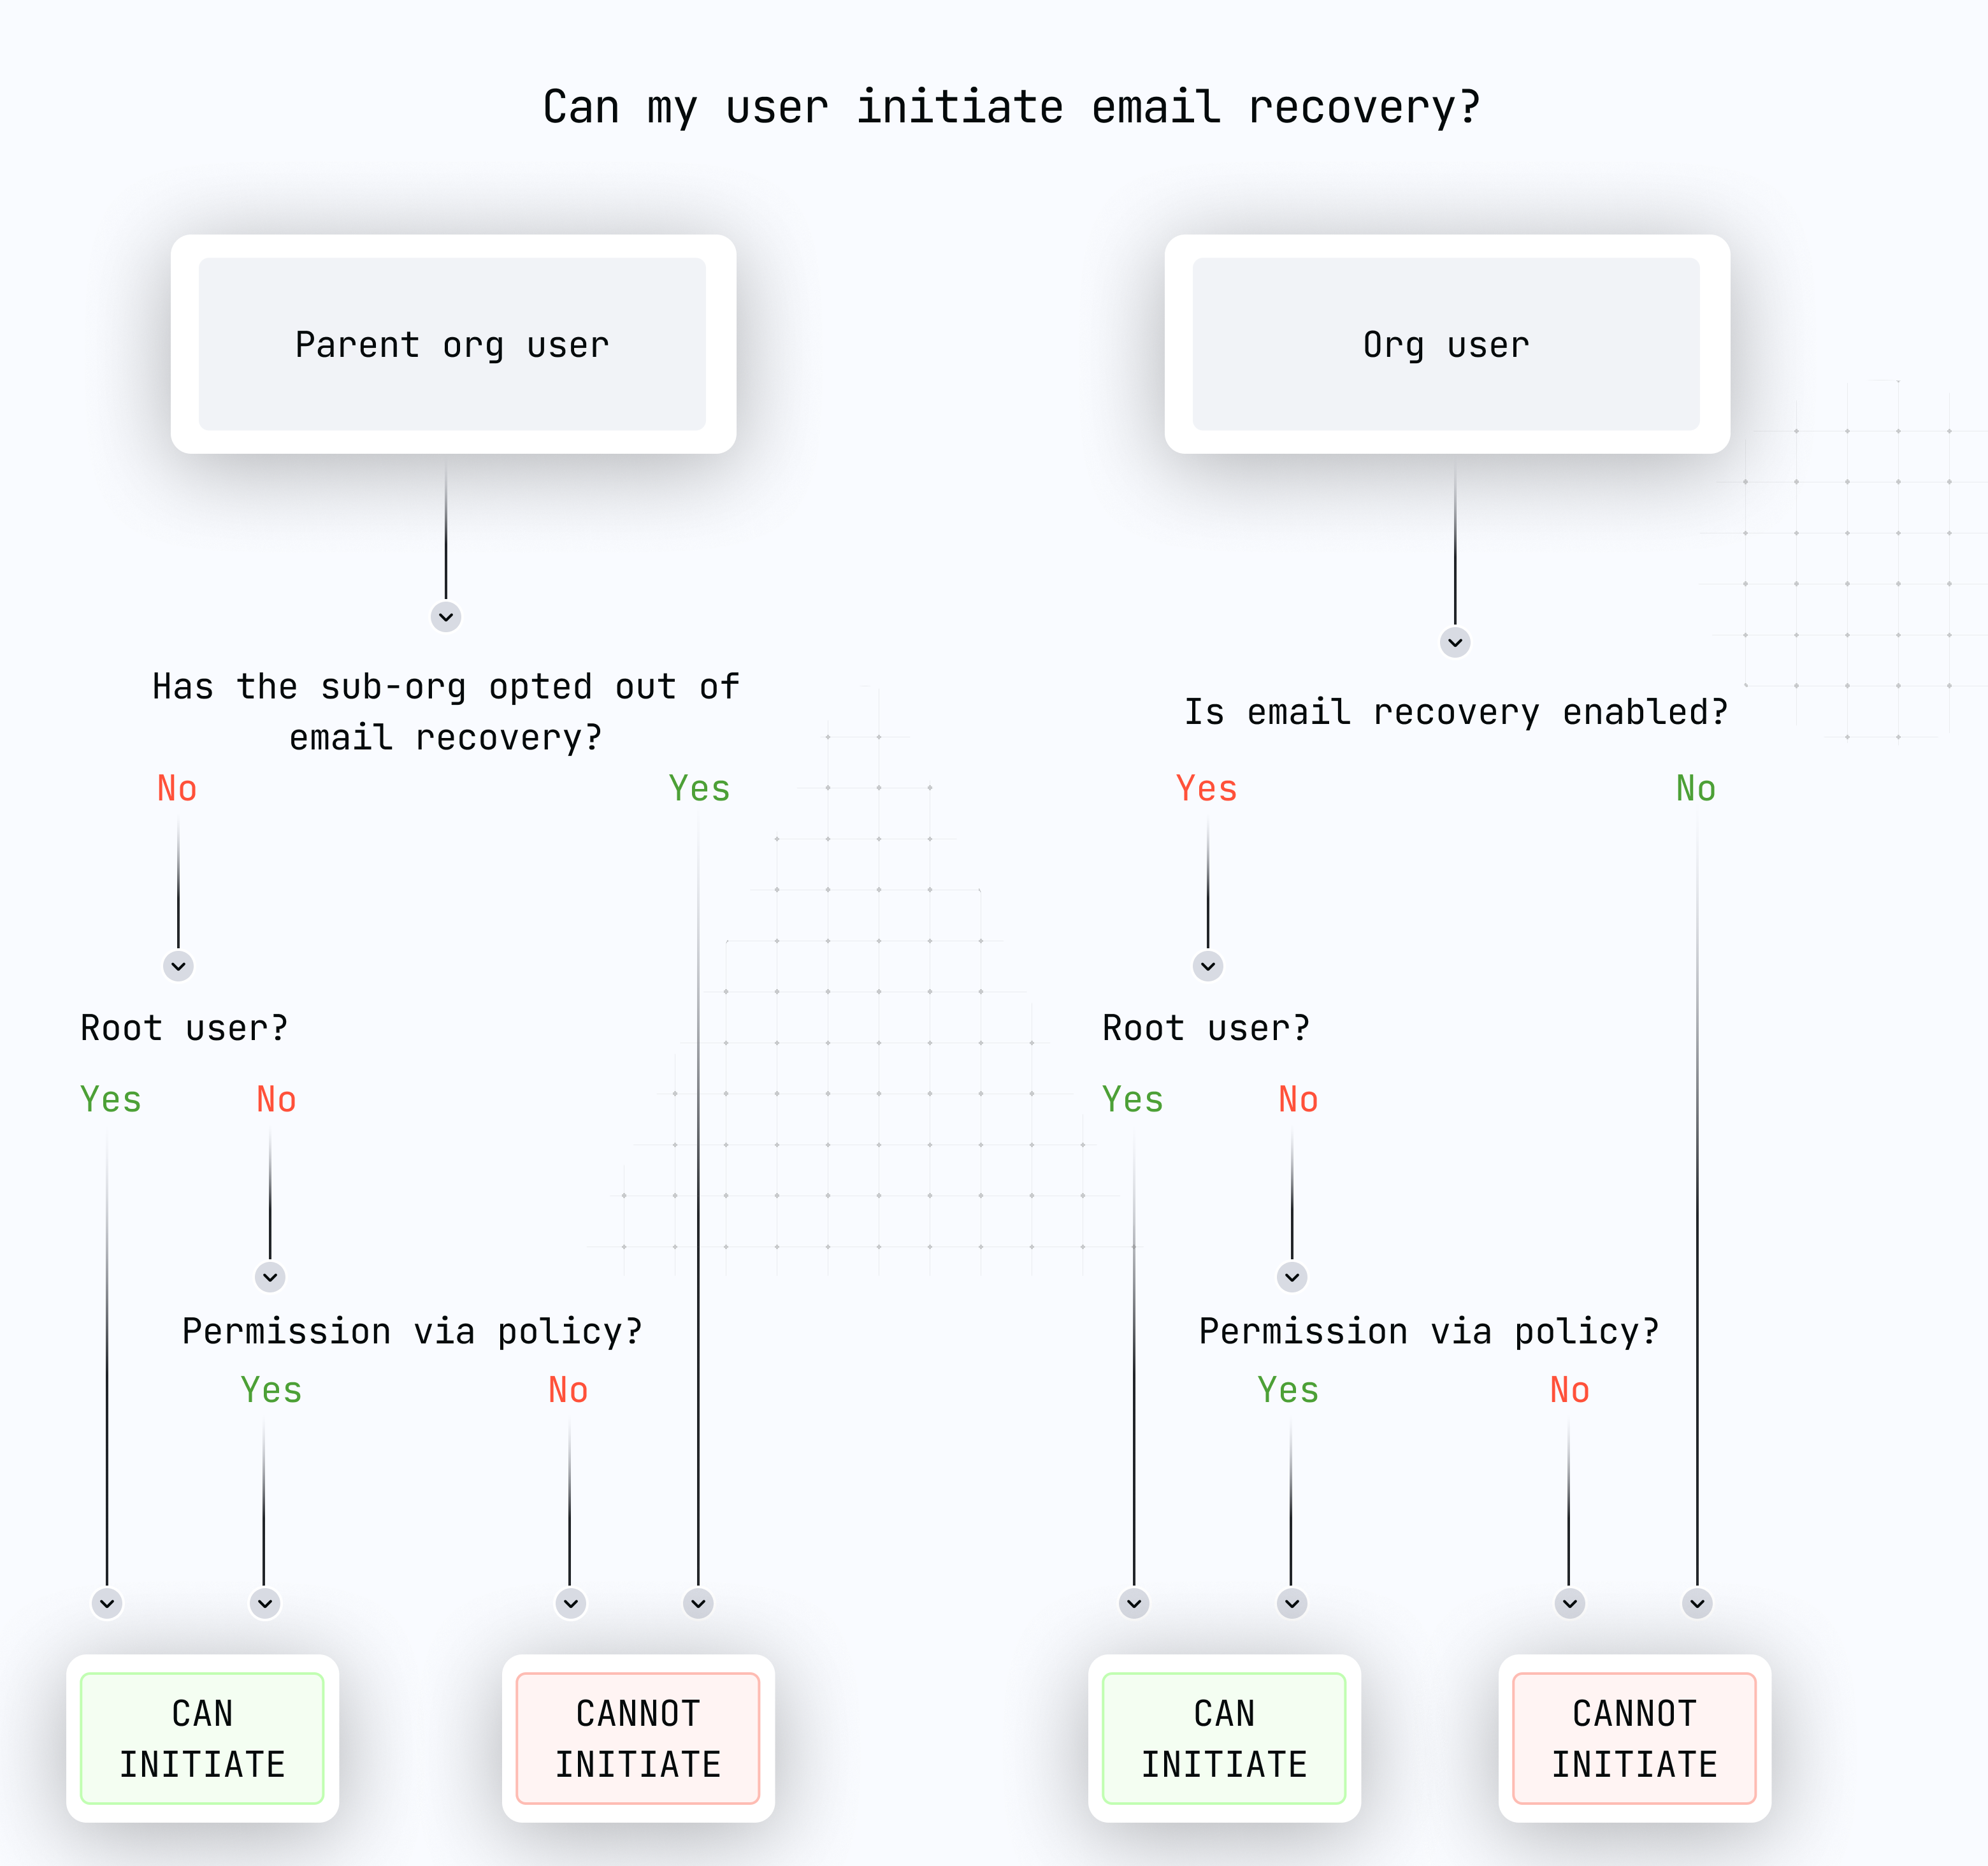 Can my user initiate email recovery?
Parent org user
Has the sub-org opted out of
email recovery?
No
Yes
Root user?
Yes
No
Permission via policy?
Yes
No
CAN
INITIATE
CANNOT
INITIATE
Org user
Is email recovery enabled?
Yes
No
Root user?
Yes
No
Permission via policy?
Yes
No
CAN
INITIATE
CANNOT
INITIATE